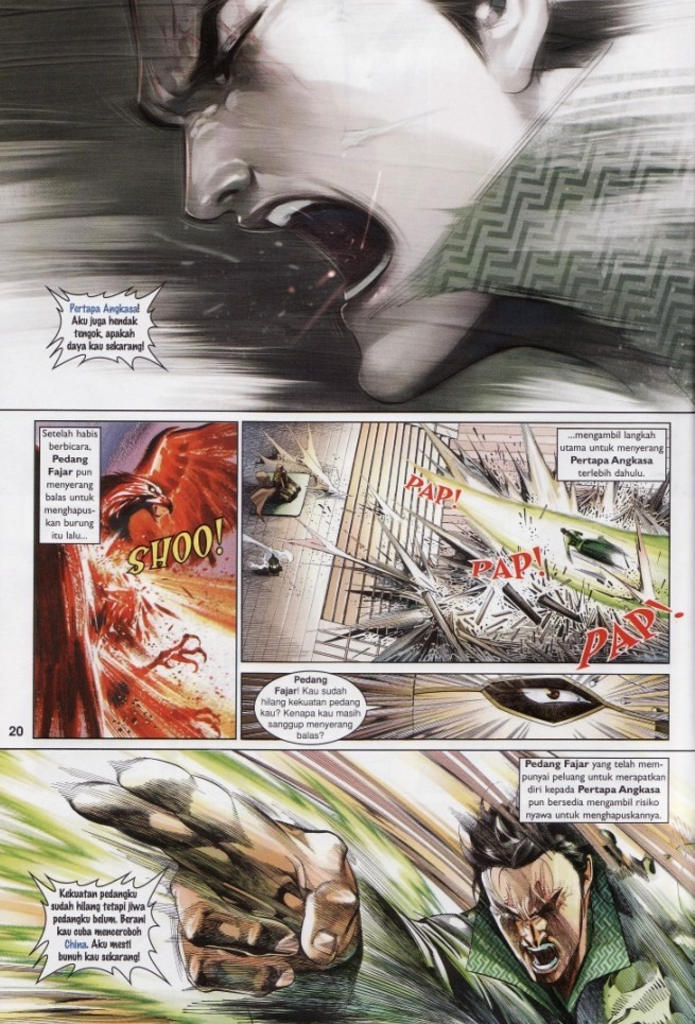 Pertapa Angkasa!
Aku juga hendak
tengok, apakah
daya kau sekarang!
Setelah habis
berbicara,
Pedang
Fajar pun
menyerang
balas untuk
menghapus-
kan burung
itu lalu...
SHOO!
...mengambil langkah
utama untuk menyerang
Pertapa Angkasa
terlebih dahulu.
PAP!
PAP!
PAP!
Pedang
Fajar! Kau sudah
hilang kekuatan pedang
kau? Kenapa kau masih
sanggup menyerang
balas?
20
Pedang Fajar yang telah mem-
punyai peluang untuk merapatkan
diri kepada Pertapa Angkasa
pun bersedia mengambil risiko
nyawa untuk menghapuskannya.
Kekuatan pedangku
sudah hilang tetapi jiwa
pedangku belum. Berani
kau cuba menceroboh
China. Aku mesti
bunuh kau sekarang!